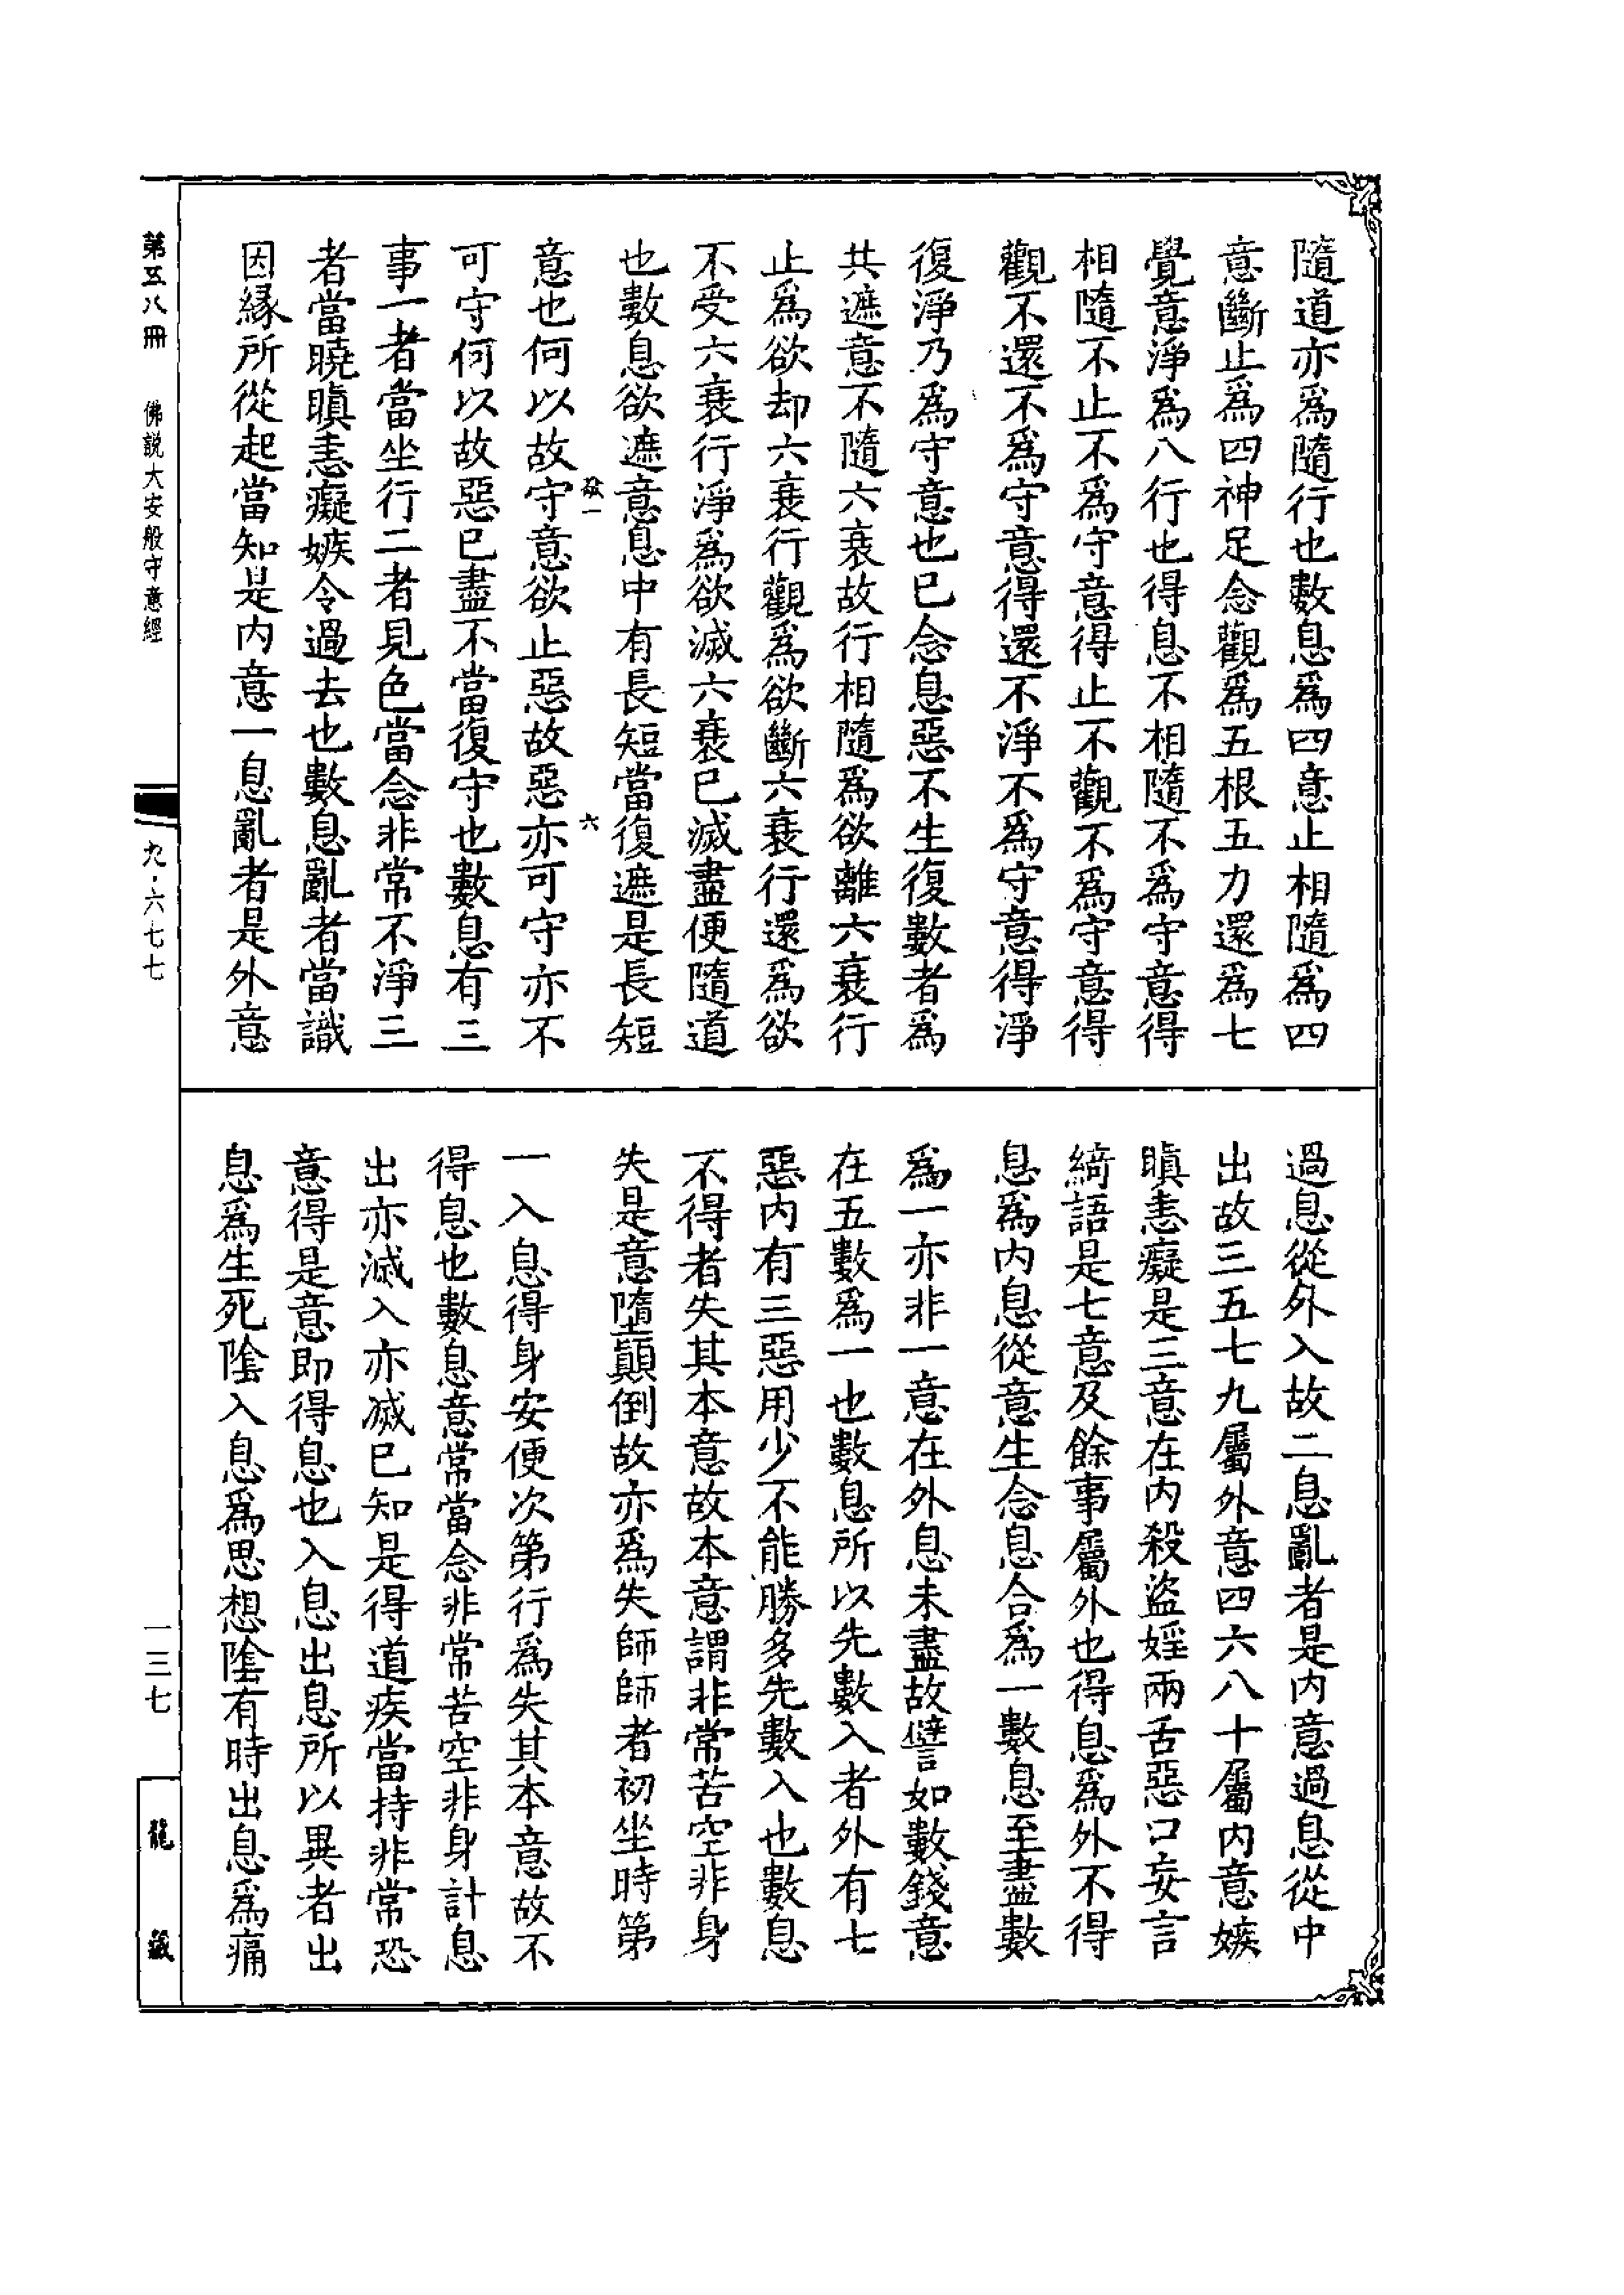 隨道亦爲隨行也數息爲四意止相隨爲四
意斷止爲四神足念觀爲五根五力還爲七
覺意淨爲八行也得息不相隨不爲守意得
相隨不止不爲守意得止不觀不爲守意得
觀不還不爲守意得還不淨不爲守意得淨
復淨乃爲守意也已念息惡不生復數者爲
共遮意不隨六衰故行相隨爲欲離六衰行
止爲欲却六衰行觀爲欲斷六衰行還爲欲
不受六衰行淨爲欲滅六衰已滅盡便隨道
也數息欲遮意息中有長短當復遮是長短
六
意也何以故守意欲止惡故惡亦可守亦不
可守何以故惡已盡不當復守也數息有三
事一者當坐行二者見色當念非常不淨三
者當曉瞋恚癡嫉令過去也數息亂者當識
因緣所從起當知是內意一息亂者是外意
過息從外入故二息亂者是内意過息從中
出故三五七九屬外意四六八十屬内意嫉
瞋恚癡是三意在内殺盜婬兩舌惡口妄言
綺語是七意及餘事屬外也得息爲外不得
息爲内息從意生念息合爲一數息至盡數
爲一亦非一意在外息未盡故譬如數錢意
在五數爲一也數息所以先數入者外有七
惡内有三惡用少不能勝多先數入也數息
不得者失其本意故本意謂非常苦空非身
失是意墮顚倒故亦爲失師師者初坐時第
一入息得身安便次第行爲失其本意故不
得息也數息意常當念非常苦空非身計息
出亦滅入亦滅已知是得道疾當持非常恐
意得是意即得息也入息出息所以異者出
息爲生死陰入息爲思想陰有時出息爲痛
第五八冊　佛説大安般守意經
九·六七七
一三七
龍藏